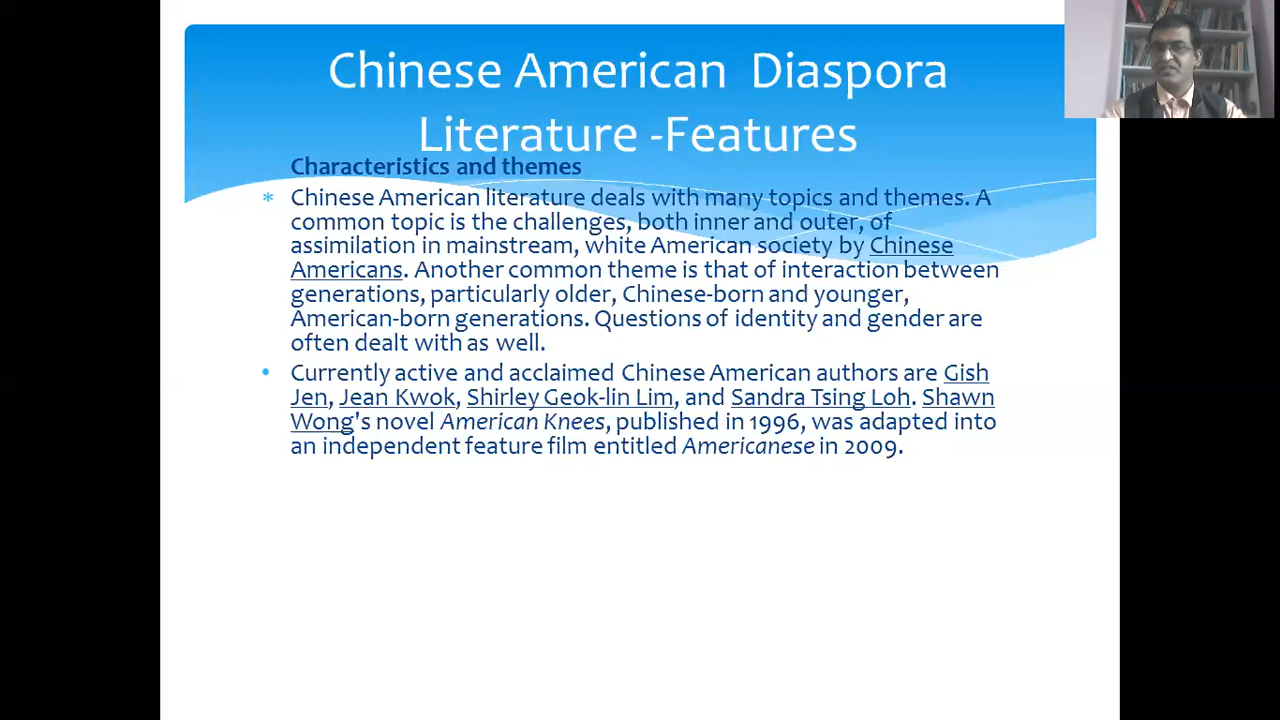 Chinese American Diaspora
Literature -Features
Characteristics and themes
* Chinese American literature deals with many topics and themes. A
common topic is the challenges, both inner and outer, of
assimilation in mainstream, white American society by Chinese
Americans. Another common theme is that of interaction between
generations, particularly older, Chinese-born and younger,
American-born generations. Questions of identity and gender are
often dealt with as well.
• Currently active and acclaimed Chinese American authors are Gish
Jen, Jean Kwok, Shirley Geok-lin Lim, and Sandra Tsing Loh. Shawn
Wong's novel American Knees, published in 1996, was adapted into
an independent feature film entitled Americanese in 2009.